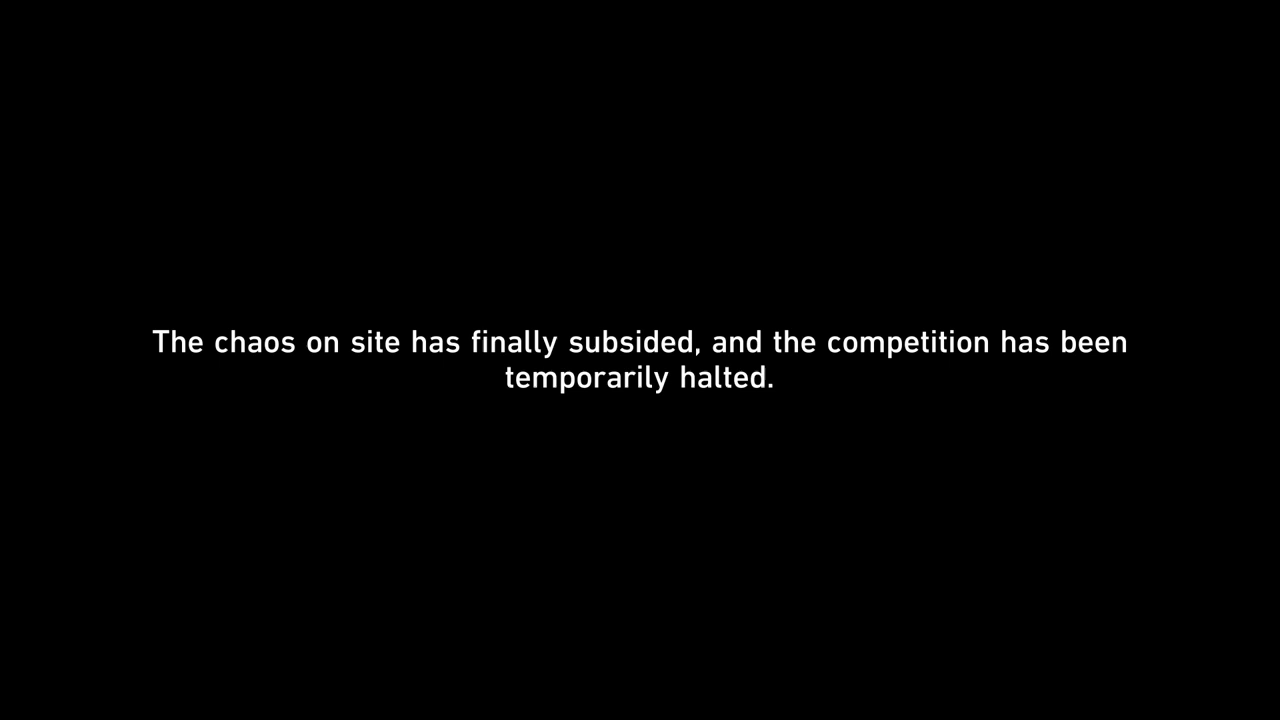 The chaos on site has finally subsided, and the competition has been
temporarily halted.